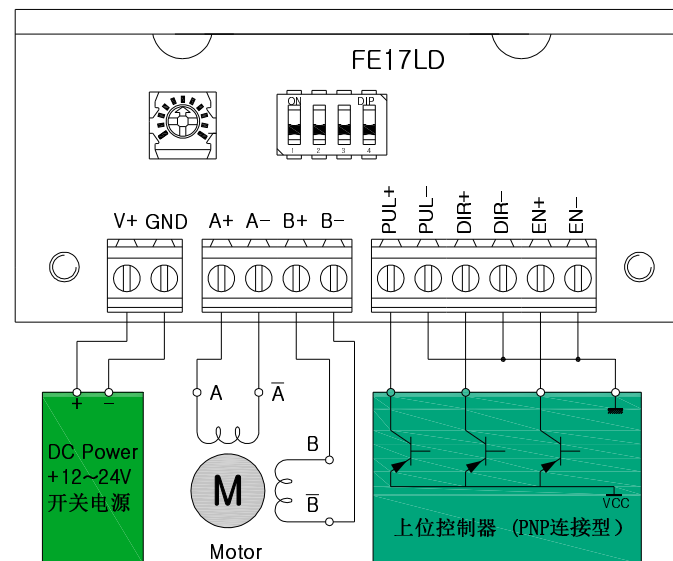 FE17LD
ON DIP
1 2 3 4
V+ GND A+ A- B+ B- PUL+ PUL- DIR+ DIR- EN+ EN-
A A̅
+ -
DC Power
+12~24V
开关电源
B
B̅
M
Motor
VCC
上位控制器 (PNP连接型)